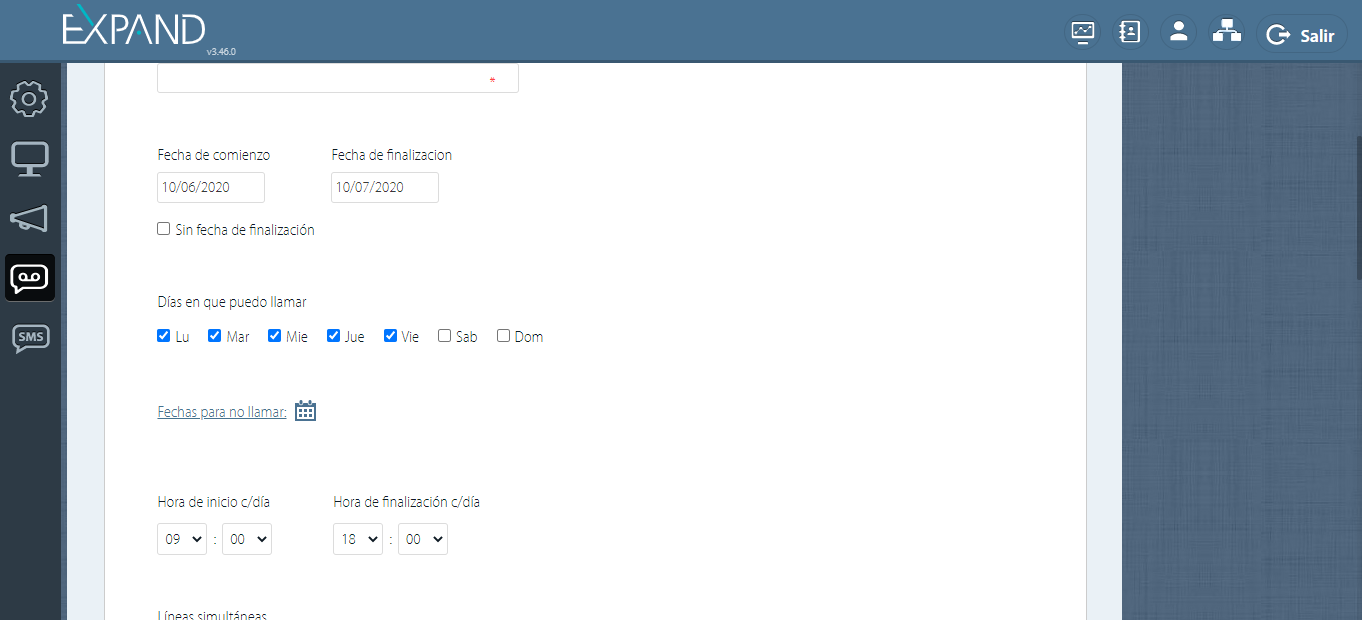 EXPAND
v3.46.0
Salir
*
Fecha de comienzo
Fecha de finalizacion
10/06/2020
10/07/2020
Sin fecha de finalización
Días en que puedo llamar
Lu Mar Mie Jue Vie Sab Dom
Fechas para no llamar:
Hora de inicio c/día
Hora de finalización c/día
09 : 00
18 : 00
SMS
Líneas simultáneas